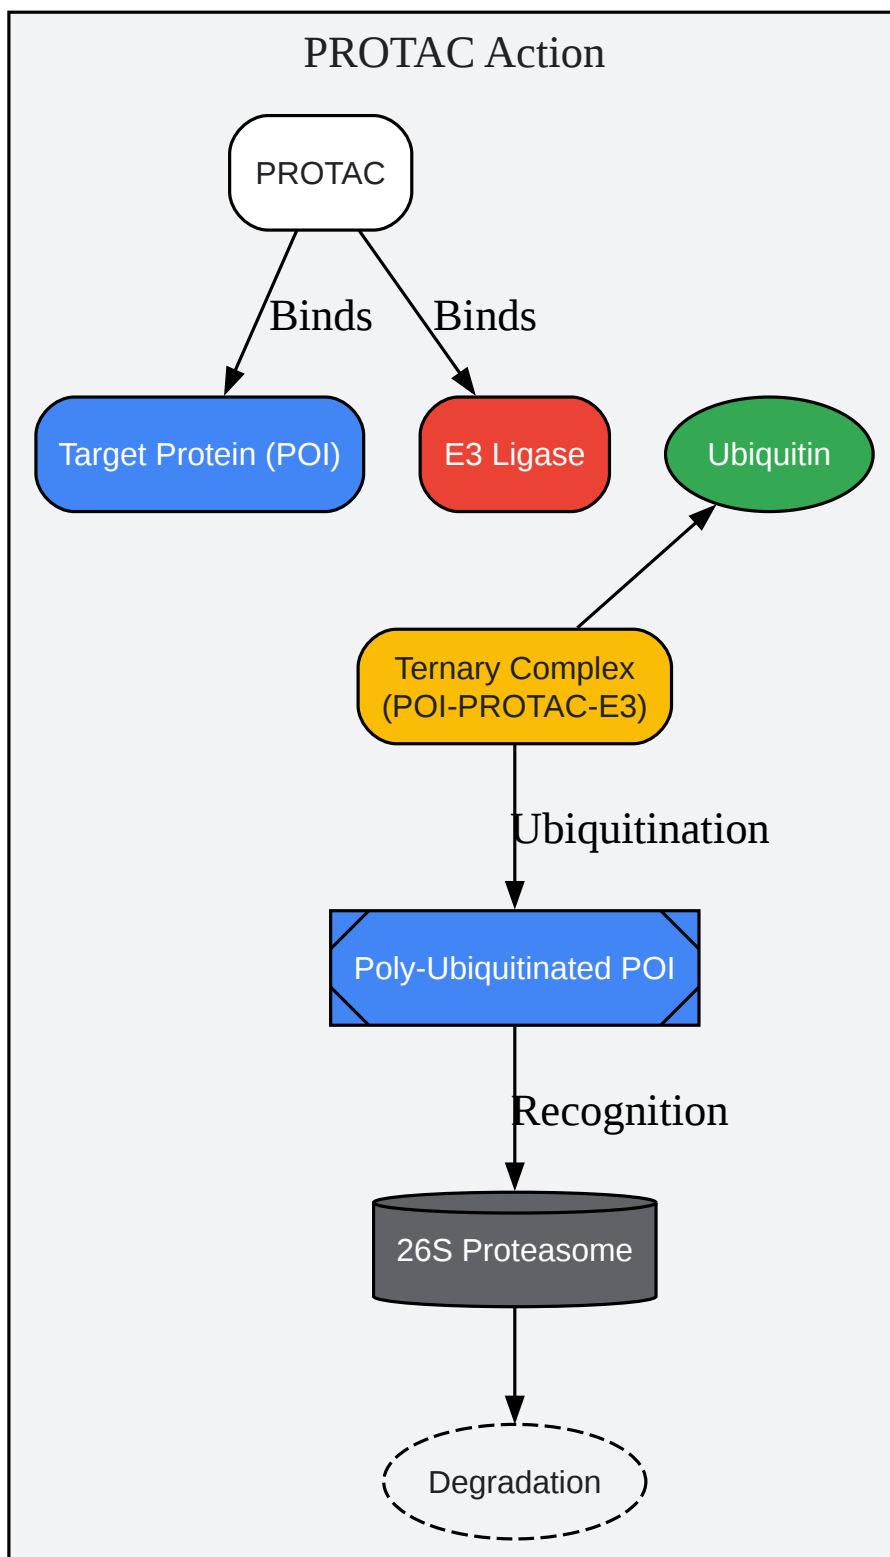 PROTAC Action
PROTAC
Binds
Binds
Target Protein (POI)
E3 Ligase
Ubiquitin
Ternary Complex
(POI-PROTAC-E3)
Ubiquitination
Poly-Ubiquitinated POI
Recognition
26S Proteasome
Degradation